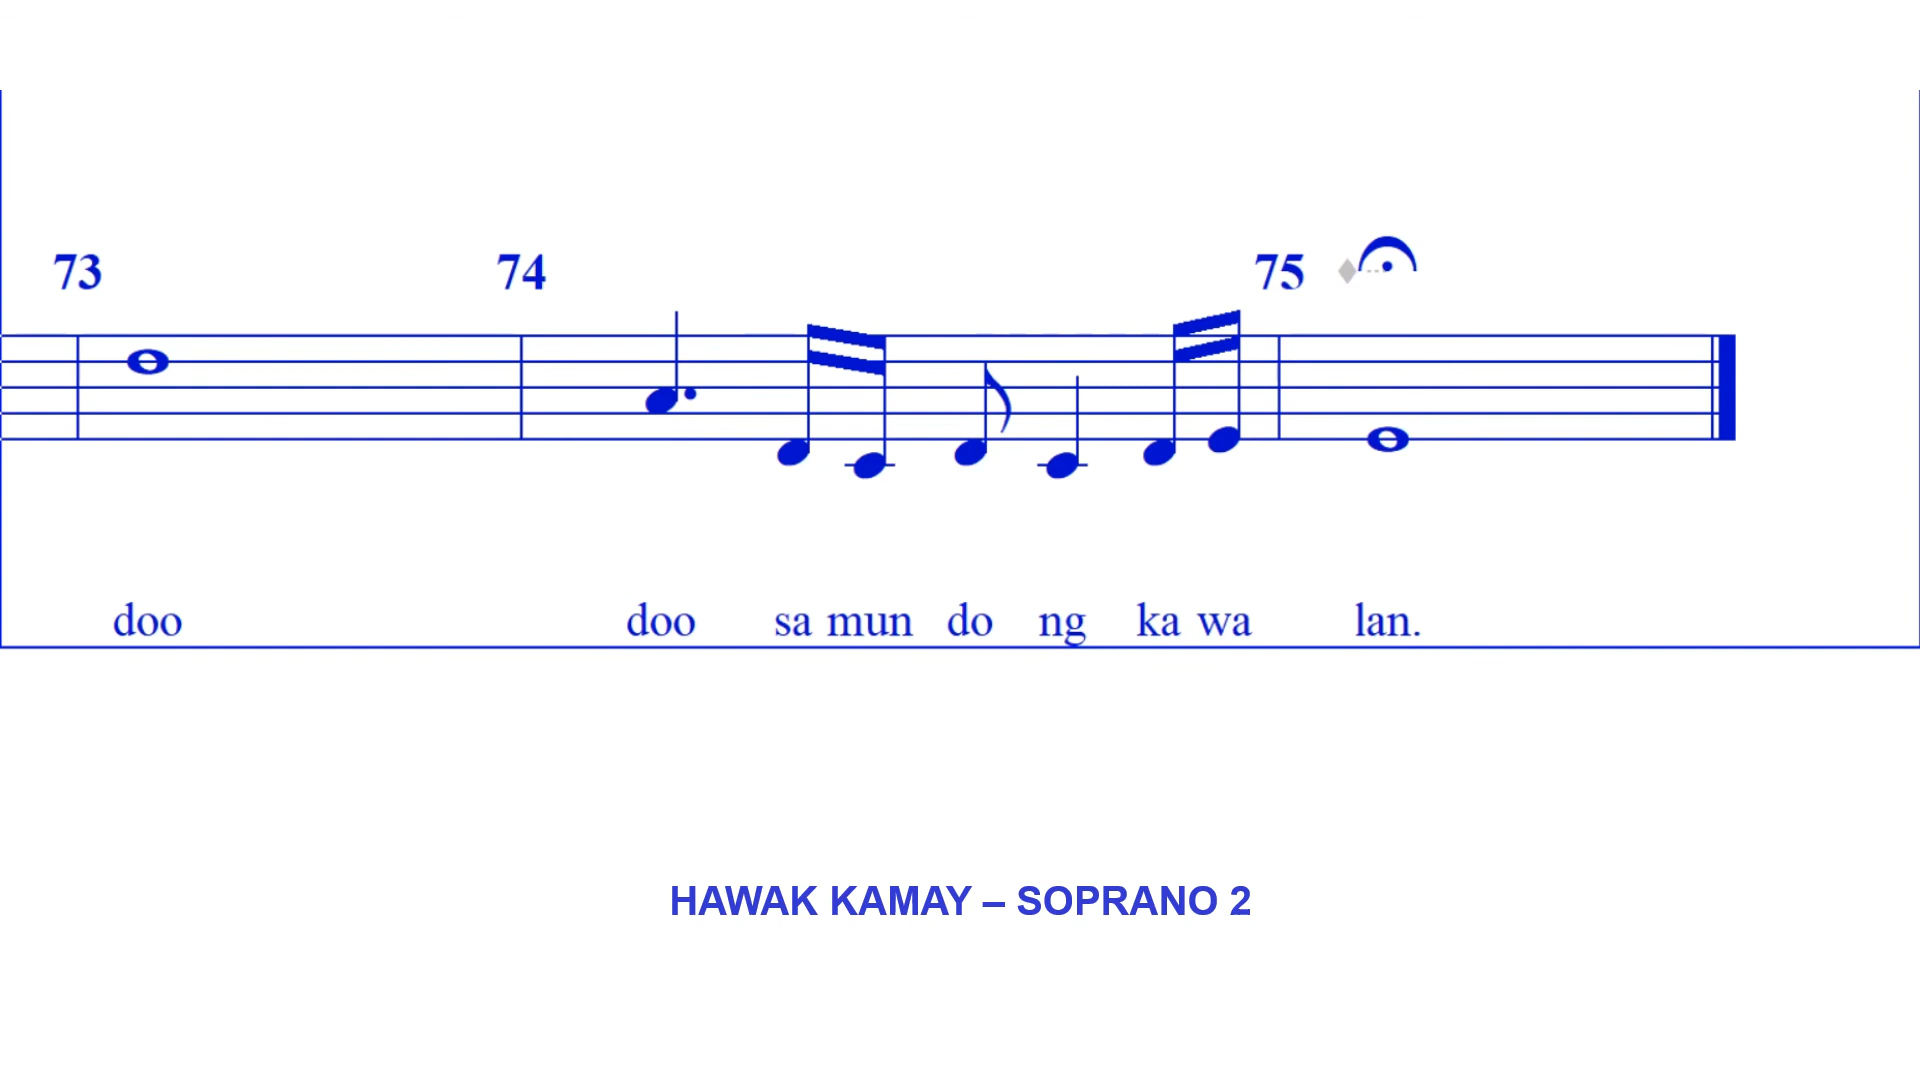 73 74 75
doo doo sa mun do ng ka wa lan.
HAWAK KAMAY – SOPRANO 2